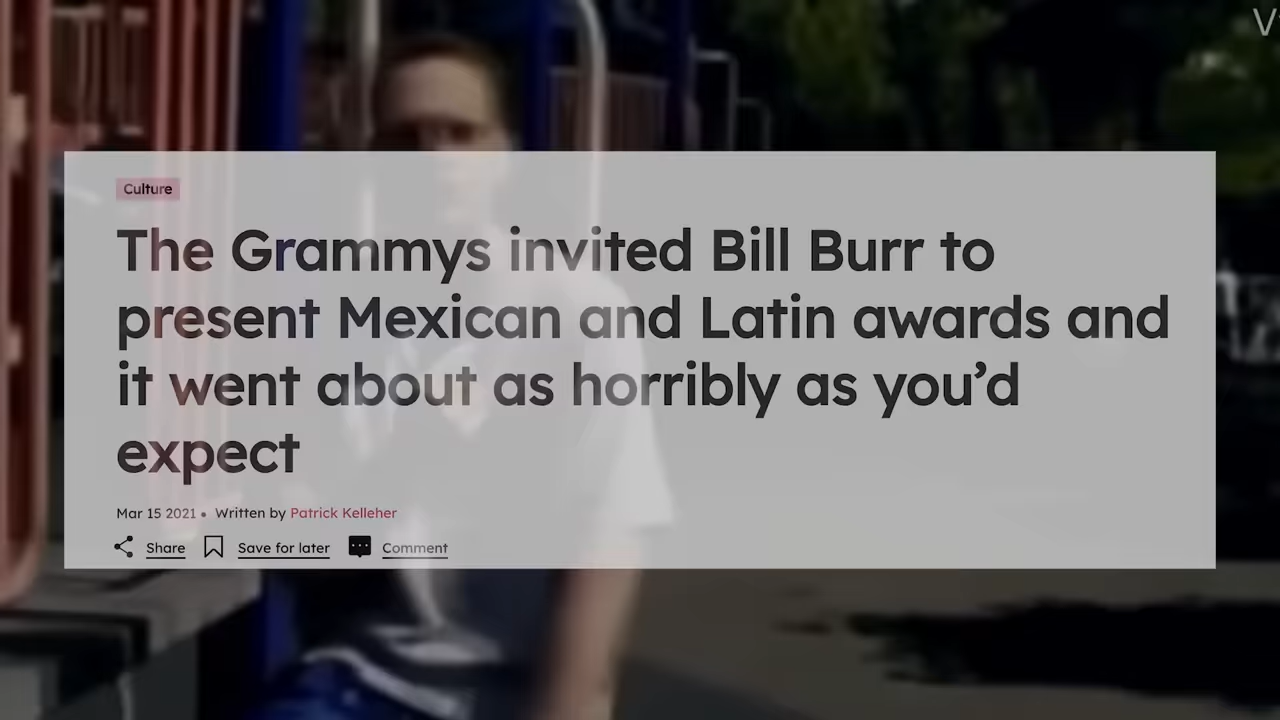 V
Culture
The Grammys invited Bill Burr to
present Mexican and Latin awards and
it went about as horribly as you’d
expect
Mar 15 2021 • Written by Patrick Kelleher
Share Save for later Comment